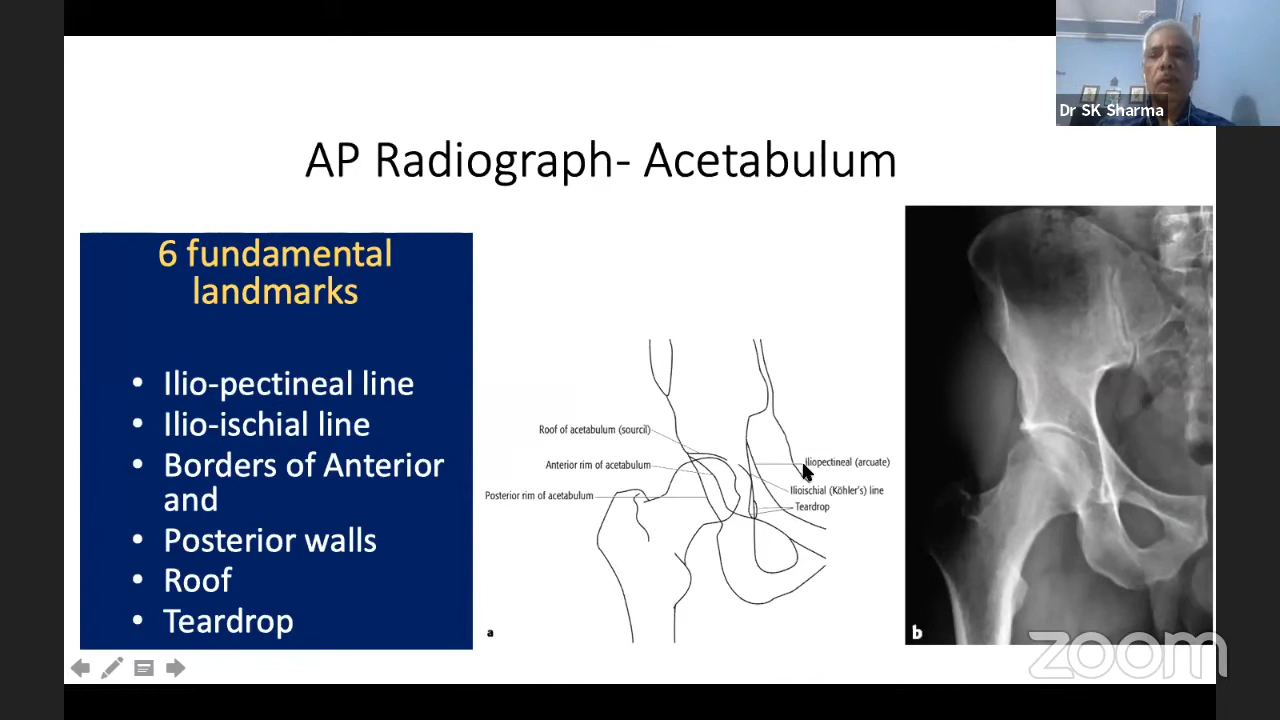 Dr SK Sharma
AP Radiograph- Acetabulum
6 fundamental
landmarks
• Ilio-pectineal line
• Ilio-ischial line
• Borders of Anterior
and
• Posterior walls
• Roof
• Teardrop
Roof of acetabulum (sourcil)
Anterior rim of acetabulum
Posterior rim of acetabulum
Iliopectineal (arcuate)
Ilioischial (Köhler's) line
Teardrop
a
b
zoom